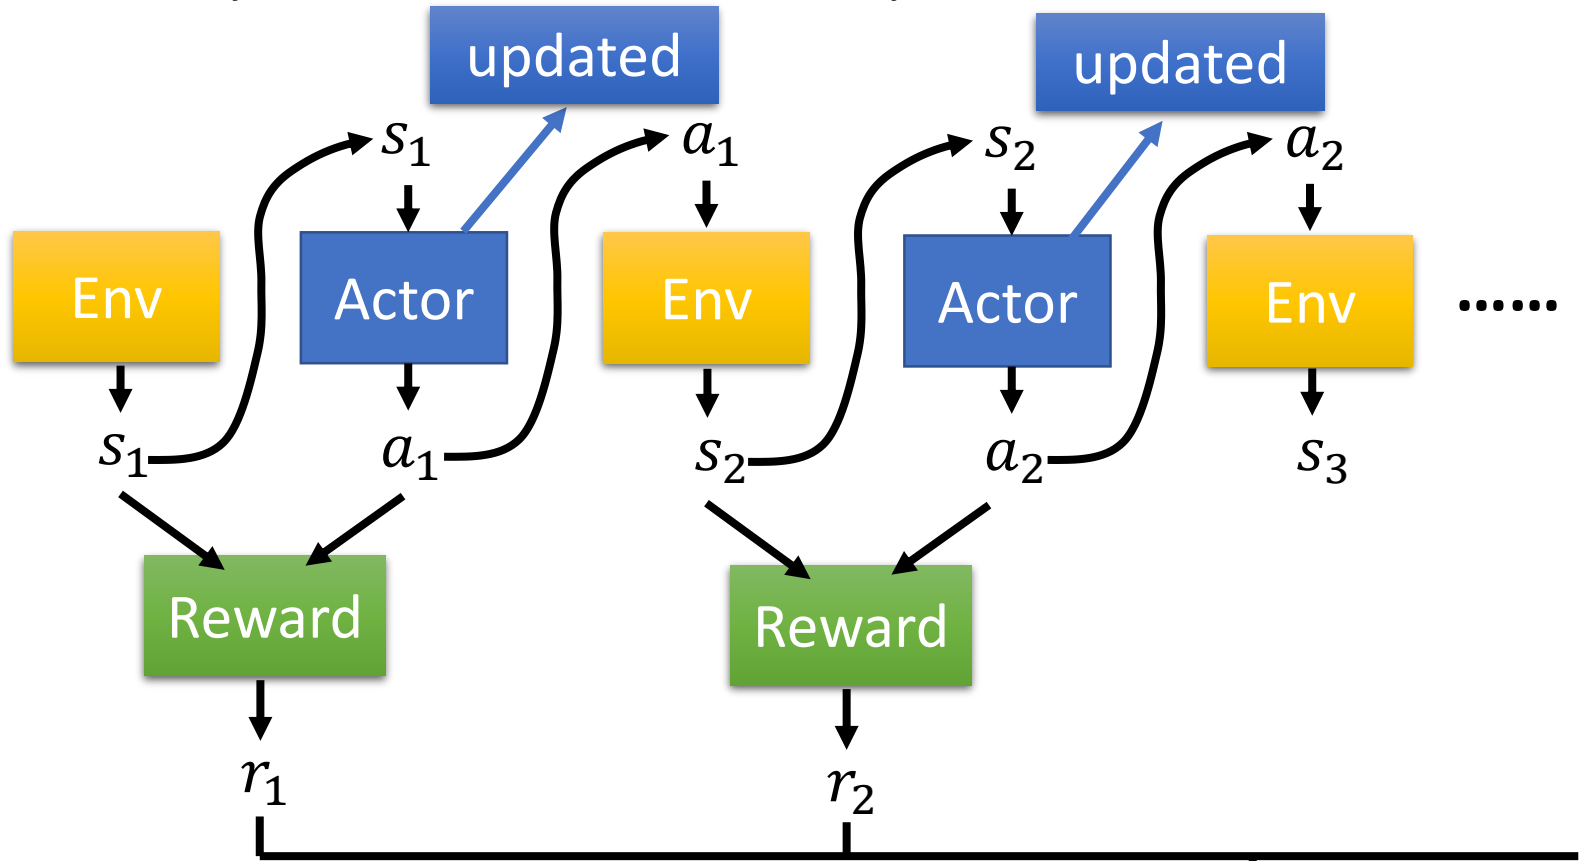 updated
updated
s₁
a₁
s₂
a₂
Env
Actor
Env
Actor
Env
......
s₁
a₁
s₂
a₂
s₃
Reward
Reward
r₁
r₂